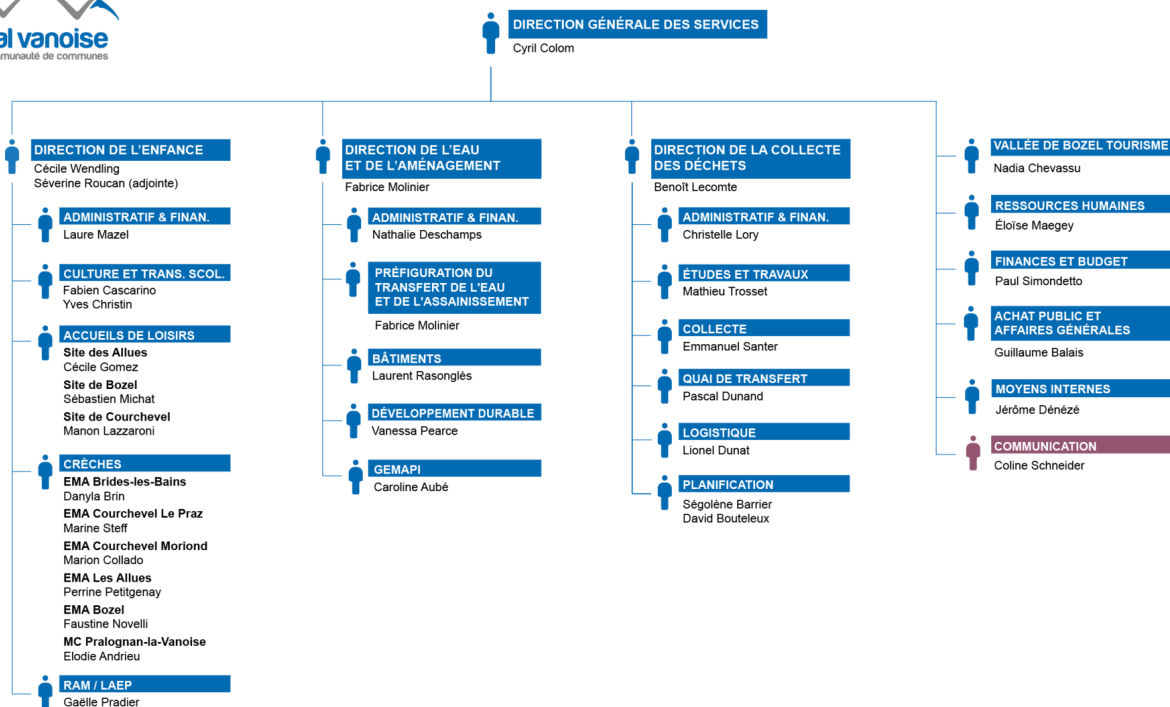 al vanoise
munauté de communes
DIRECTION GÉNÉRALE DES SERVICES
Cyril Colom
DIRECTION DE L'ENFANCE
Cécile Wendling
Séverine Roucan (adjointe)
ADMINISTRATIF & FINAN.
Laure Mazel
CULTURE ET TRANS. SCOL.
Fabien Cascarino
Yves Christin
ACCUEILS DE LOISIRS
Site des Allues
Cécile Gomez
Site de Bozel
Sébastien Michat
Site de Courchevel
Manon Lazzaroni
CRÈCHES
EMA Brides-les-Bains
Danyla Brin
EMA Courchevel Le Praz
Marine Steff
EMA Courchevel Moriond
Marion Collado
EMA Les Allues
Perrine Petitgenay
EMA Bozel
Faustine Novelli
MC Pralognan-la-Vanoise
Elodie Andrieu
RAM / LAEP
Gaëlle Pradier
DIRECTION DE L'EAU
ET DE L'AMÉNAGEMENT
Fabrice Molinier
ADMINISTRATIF & FINAN.
Nathalie Deschamps
PRÉFIGURATION DU
TRANSFERT DE L'EAU
ET DE L'ASSAINISSEMENT
Fabrice Molinier
BÂTIMENTS
Laurent Rasonglès
DÉVELOPPEMENT DURABLE
Vanessa Pearce
GEMAPI
Caroline Aubé
DIRECTION DE LA COLLECTE
DES DÉCHETS
Benoît Lecomte
ADMINISTRATIF & FINAN.
Christelle Lory
ÉTUDES ET TRAVAUX
Mathieu Trosset
COLLECTE
Emmanuel Santer
QUAI DE TRANSFERT
Pascal Dunand
LOGISTIQUE
Lionel Dunat
PLANIFICATION
Ségolène Barrier
David Bouteleux
VALLÉE DE BOZEL TOURISME
Nadia Chevassu
RESSOURCES HUMAINES
Éloïse Maegey
FINANCES ET BUDGET
Paul Simondetto
ACHAT PUBLIC ET
AFFAIRES GÉNÉRALES
Guillaume Balais
MOYENS INTERNES
Jérôme Dénézé
COMMUNICATION
Coline Schneider